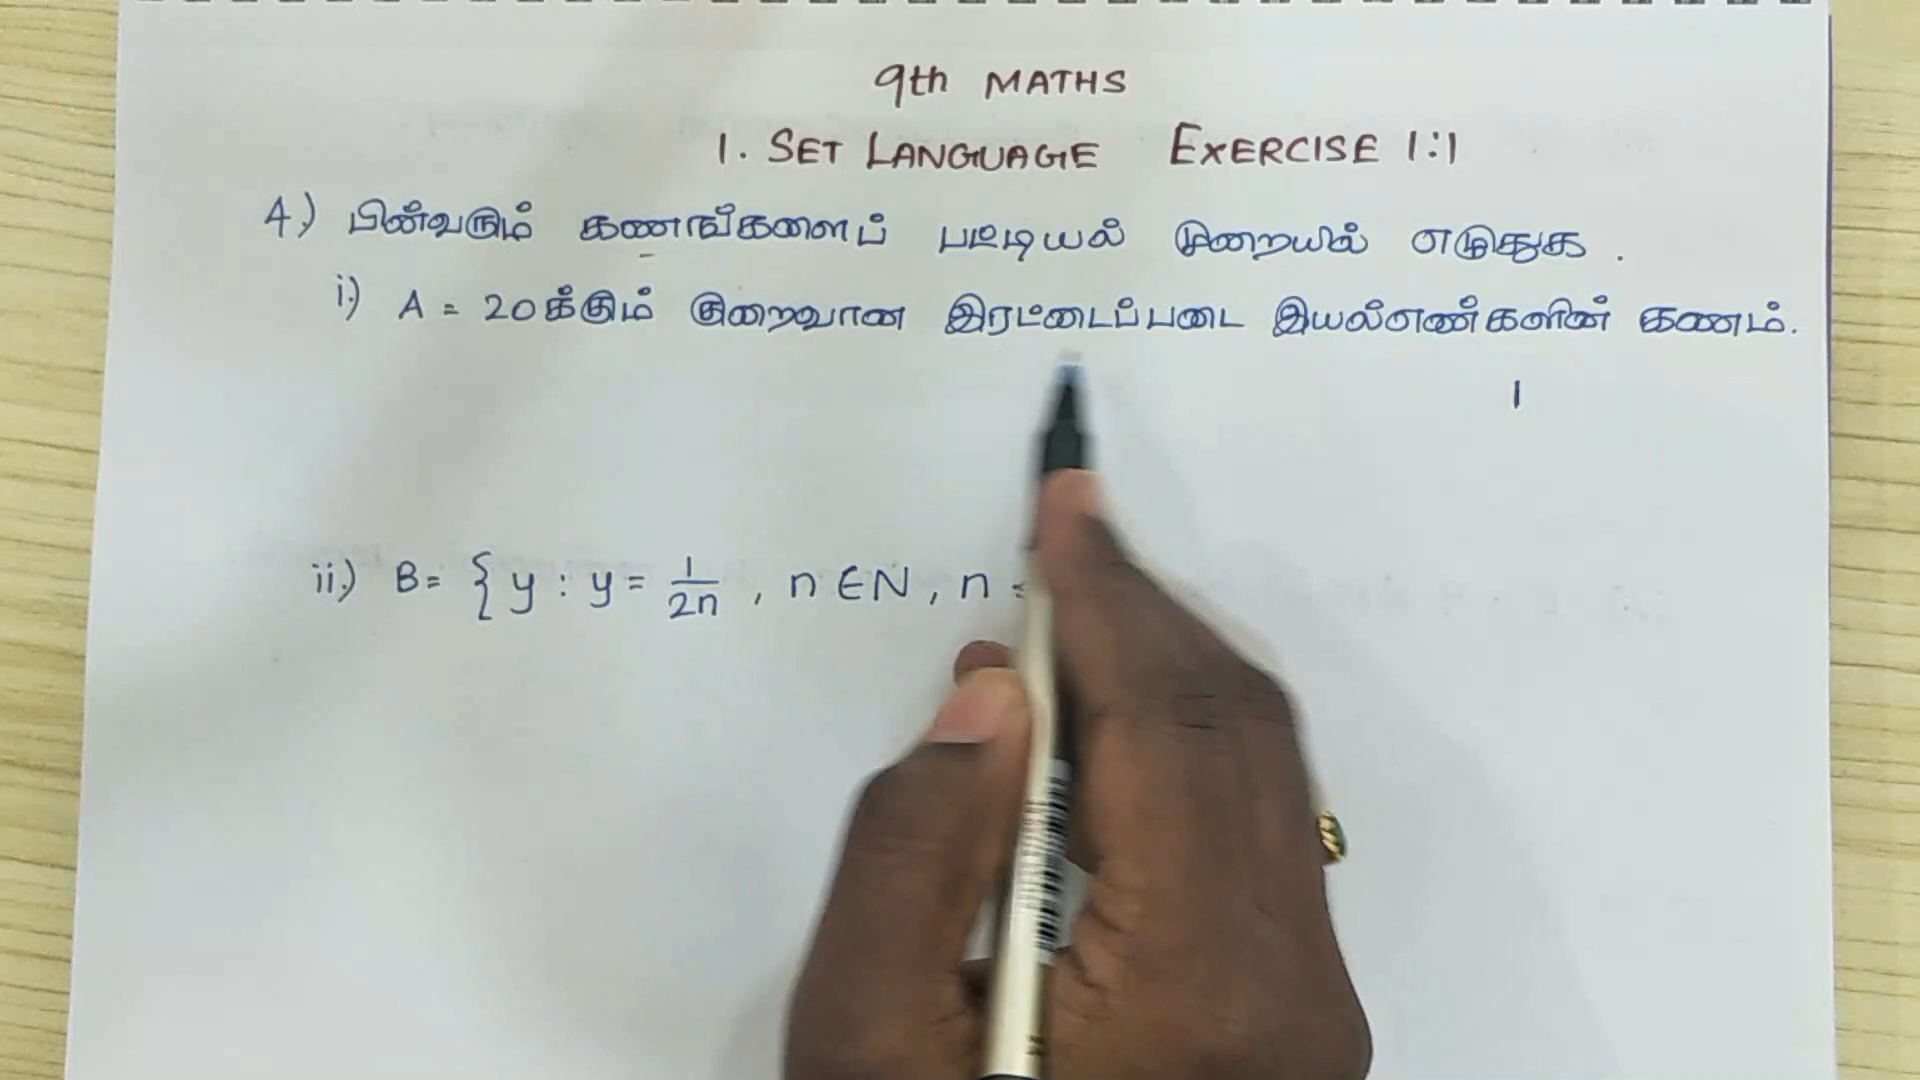 9th MATHS
1. SET LANGUAGE EXERCISE 1:1
4.) பின்வரும் கணங்களைப் பட்டியல் முறையில் எழுதுக .
i.) A = 20க்கும் குறைவான இரட்டைப்படை இயல்எண்களின் கணம்.
1
ii.) B = { y : y = 1/2n , n ∈ N , n